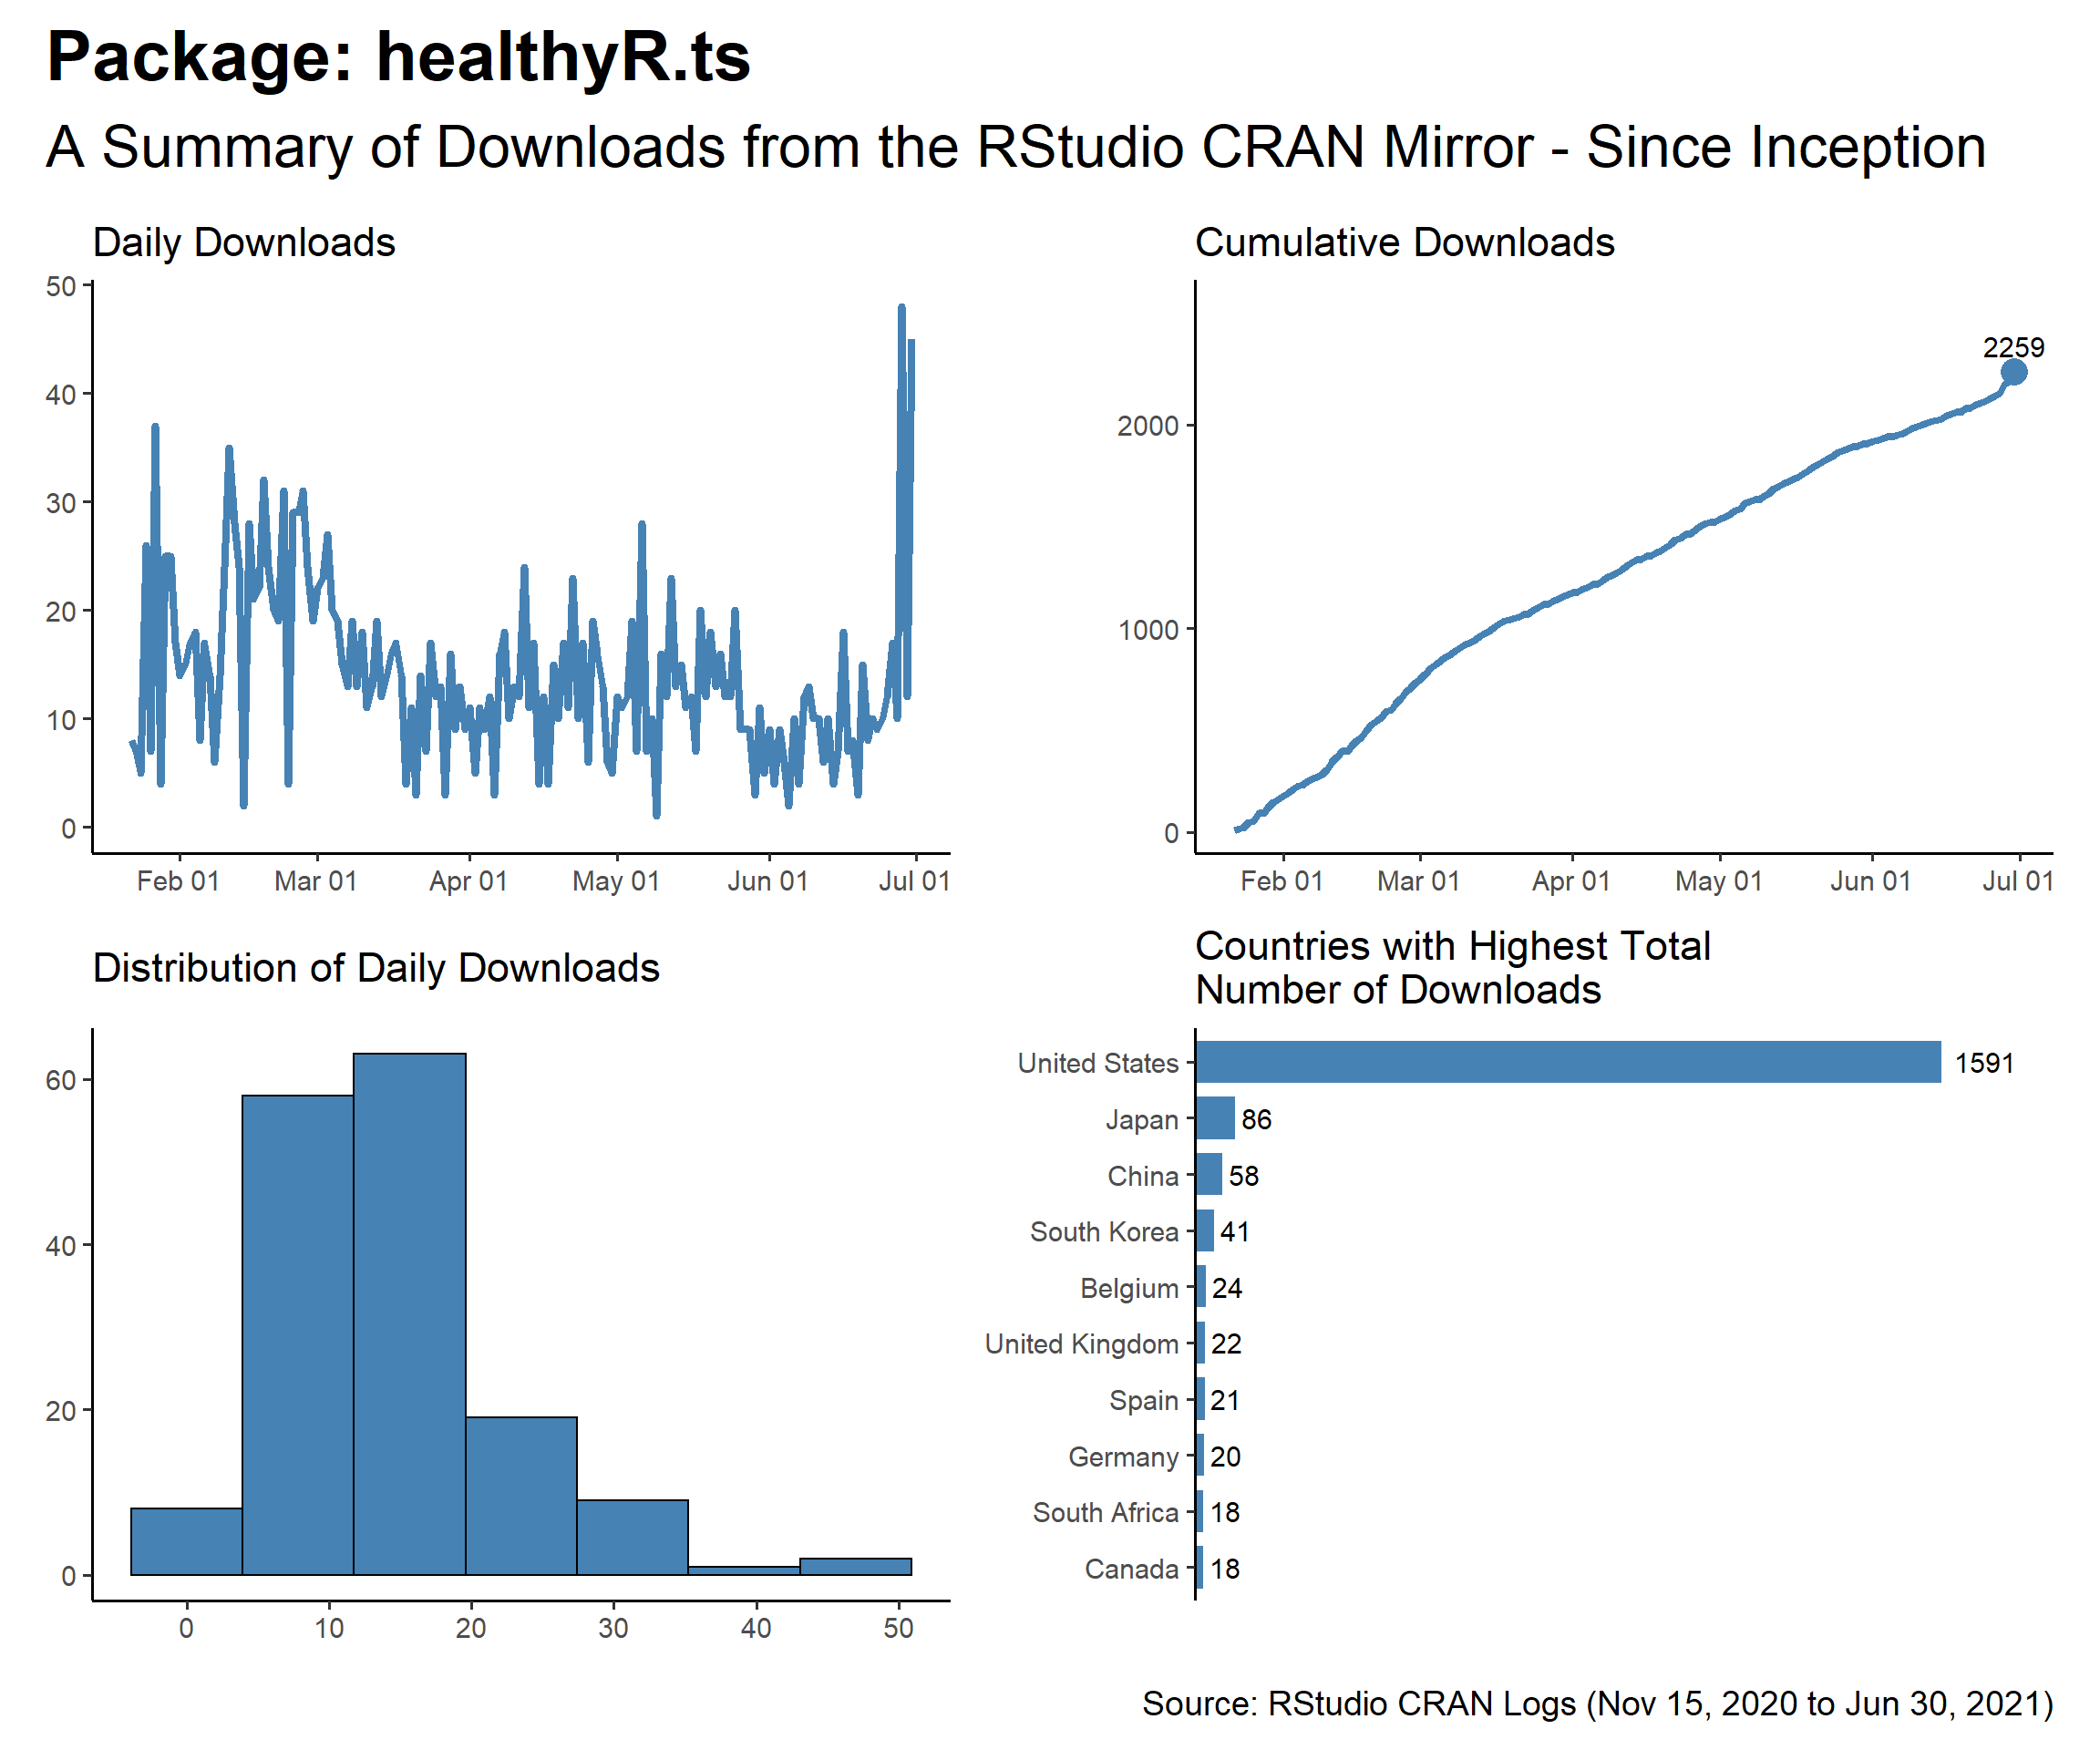 Package: healthyR.ts
A Summary of Downloads from the RStudio CRAN Mirror - Since Inception
Daily Downloads
50
40
30
20
10
0
Feb 01 Mar 01 Apr 01 May 01 Jun 01 Jul 01
Cumulative Downloads
2259
2000
1000
0
Feb 01 Mar 01 Apr 01 May 01 Jun 01 Jul 01
Distribution of Daily Downloads
60
40
20
0
0 10 20 30 40 50
Countries with Highest Total
Number of Downloads
United States 1591
Japan 86
China 58
South Korea 41
Belgium 24
United Kingdom 22
Spain 21
Germany 20
South Africa 18
Canada 18
Source: RStudio CRAN Logs (Nov 15, 2020 to Jun 30, 2021)